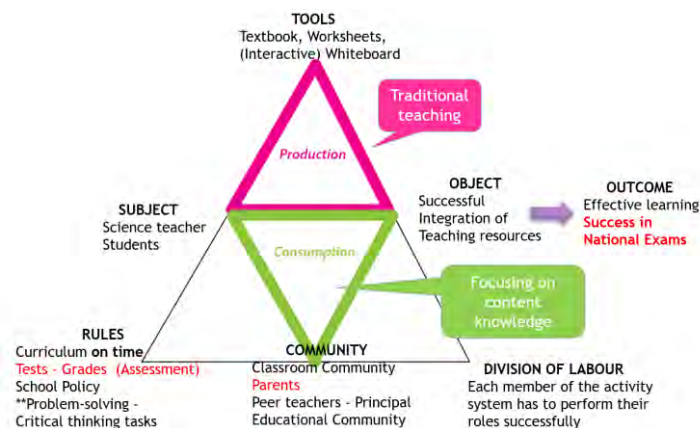 TOOLS
Textbook, Worksheets,
(Interactive) Whiteboard
Traditional
teaching
Production
SUBJECT
Science teacher
Students
OBJECT
Successful
Integration of
Teaching resources
OUTCOME
Effective learning
Success in
National Exams
Consumption
Focusing on
content
knowledge
RULES
Curriculum on time
Tests - Grades (Assessment)
School Policy
**Problem-solving -
Critical thinking tasks
COMMUNITY
Classroom Community
Parents
Peer teachers - Principal
Educational Community
DIVISION OF LABOUR
Each member of the activity
system has to perform their
roles successfully